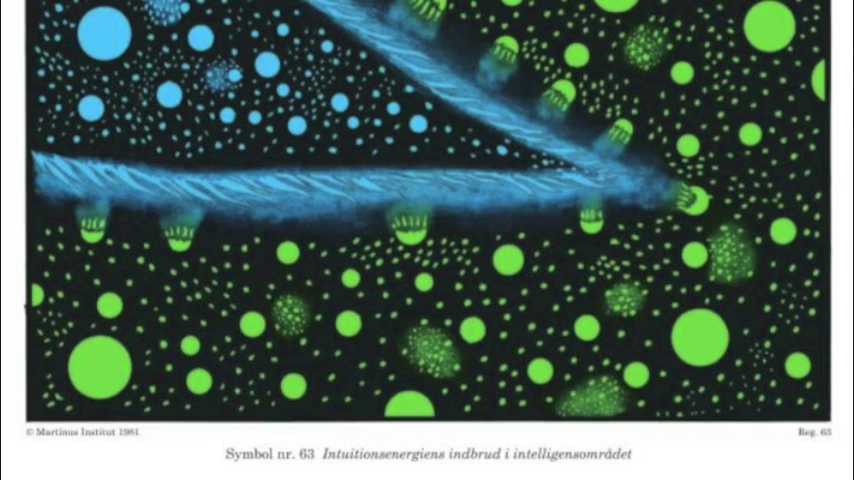 © Martinus Institut 1981
Reg. 63
Symbol nr. 63 Intuitionsenergiens indbrud i intelligensområdet